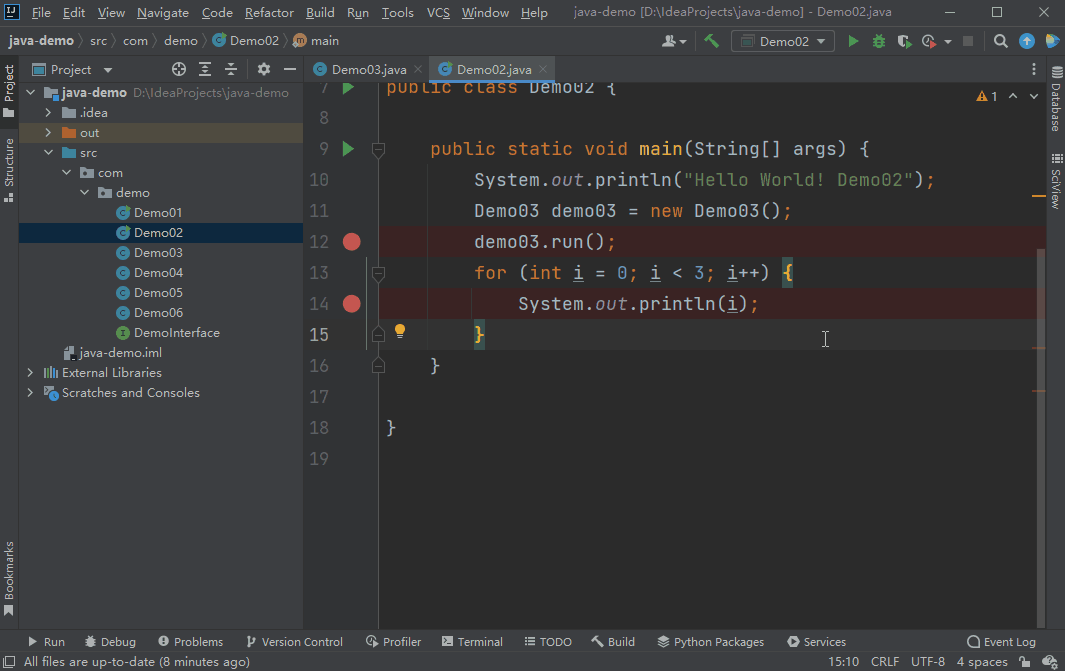 File Edit View Navigate Code Refactor Build Run Tools VCS Window Help java-demo [D:\IdeaProjects\java-demo] - Demo02.java
java-demo src com demo Demo02 main Demo02
Project
Demo03.java Demo02.java
java-demo D:\IdeaProjects\java-demo
.idea
out
src
com
demo
Demo01
Demo02
Demo03
Demo04
Demo05
Demo06
DemoInterface
java-demo.iml
External Libraries
Scratches and Consoles
Project
Structure
Bookmarks
7 public class Demo02 {
8
9 public static void main(String[] args) {
10 System.out.println("Hello World! Demo02");
11 Demo03 demo03 = new Demo03();
12 demo03.run();
13 for (int i = 0; i < 3; i++) {
14 System.out.println(i);
15 }
16 }
17
18 }
19
1
Database
SciView
Run Debug Problems Version Control Profiler Terminal TODO Build Python Packages Services Event Log
All files are up-to-date (8 minutes ago) 15:10 CRLF UTF-8 4 spaces